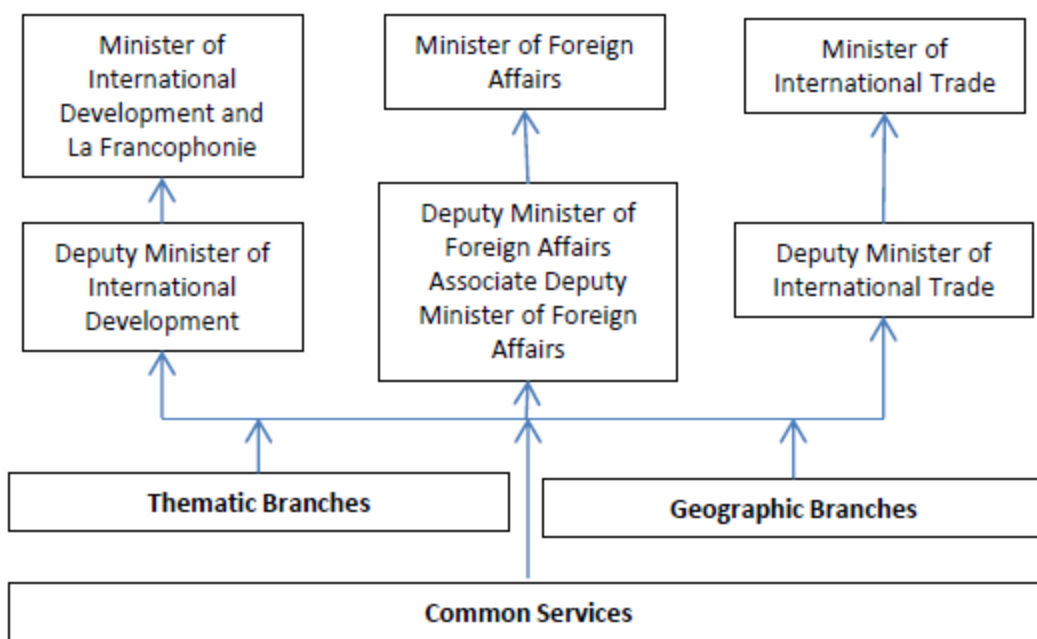 Minister of
International
Development and
La Francophonie
Minister of Foreign
Affairs
Minister of
International Trade
Deputy Minister of
International
Development
Deputy Minister of
Foreign Affairs
Associate Deputy
Minister of Foreign
Affairs
Deputy Minister of
International Trade
Thematic Branches
Geographic Branches
Common Services